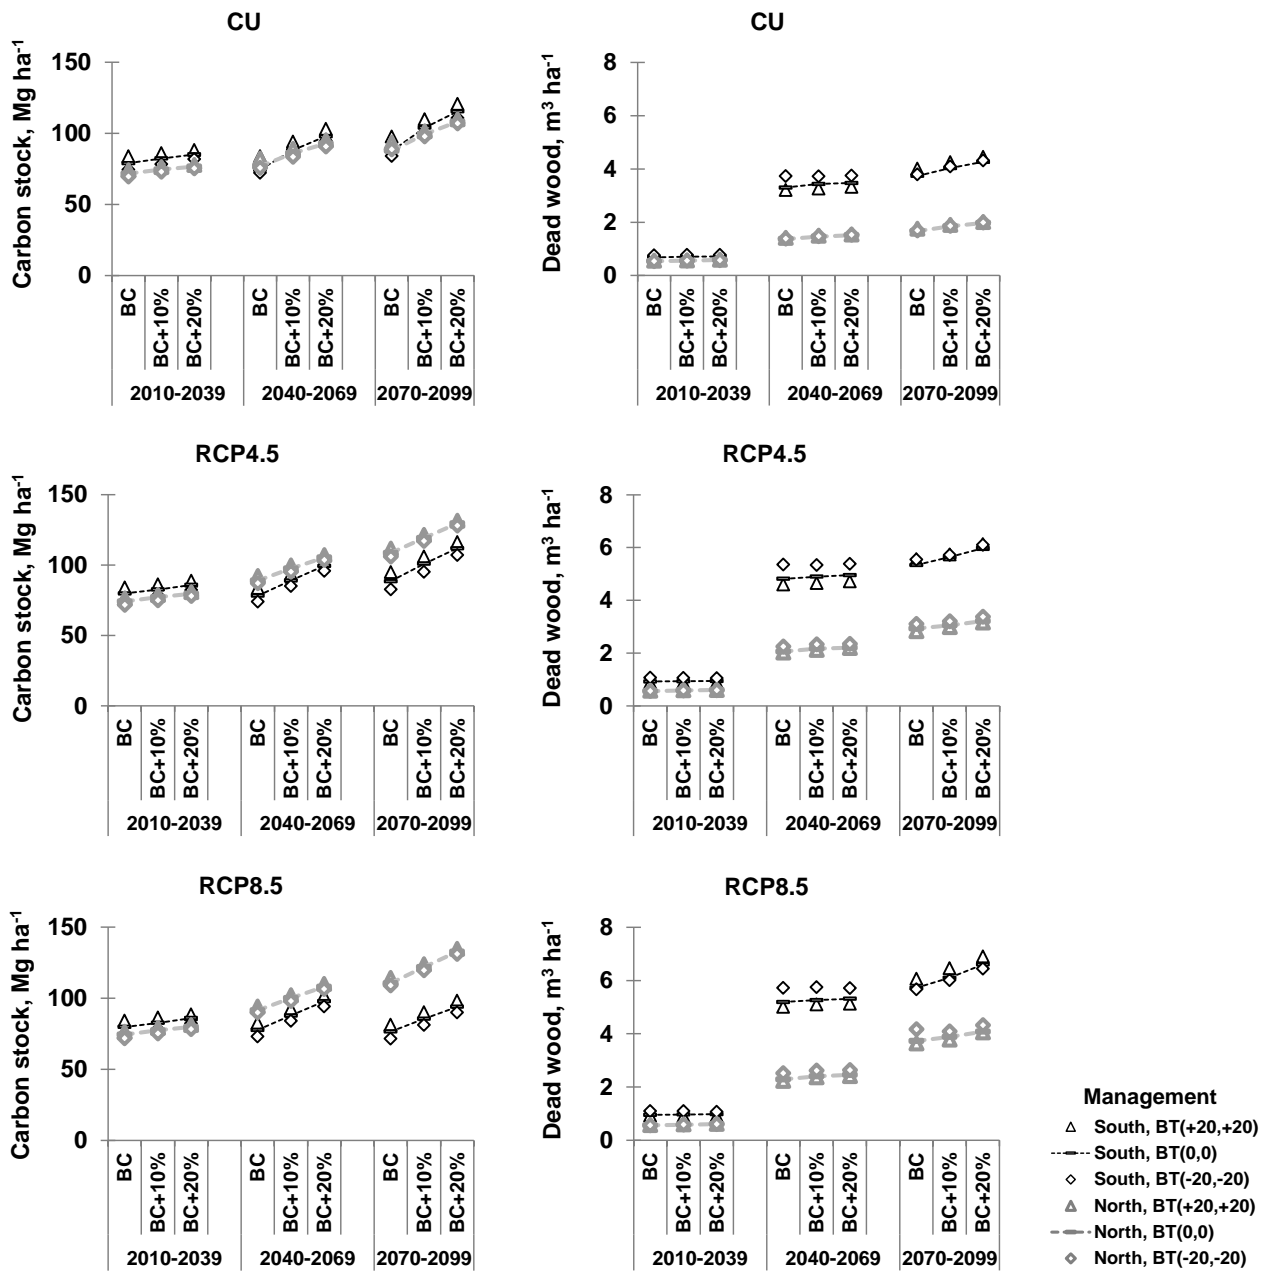 CU
Carbon stock, Mg ha-1
150
100
50
0
BC
BC+10%
BC+20%
BC
BC+10%
BC+20%
BC
BC+10%
BC+20%
2010-2039
2040-2069
2070-2099
CU
Dead wood, m3 ha-1
8
6
4
2
0
BC
BC+10%
BC+20%
BC
BC+10%
BC+20%
BC
BC+10%
BC+20%
2010-2039
2040-2069
2070-2099
RCP4.5
Carbon stock, Mg ha-1
150
100
50
0
BC
BC+10%
BC+20%
BC
BC+10%
BC+20%
BC
BC+10%
BC+20%
2010-2039
2040-2069
2070-2099
RCP4.5
Dead wood, m3 ha-1
8
6
4
2
0
BC
BC+10%
BC+20%
BC
BC+10%
BC+20%
BC
BC+10%
BC+20%
2010-2039
2040-2069
2070-2099
RCP8.5
Carbon stock, Mg ha-1
150
100
50
0
BC
BC+10%
BC+20%
BC
BC+10%
BC+20%
BC
BC+10%
BC+20%
2010-2039
2040-2069
2070-2099
RCP8.5
Dead wood, m3 ha-1
8
6
4
2
0
BC
BC+10%
BC+20%
BC
BC+10%
BC+20%
BC
BC+10%
BC+20%
2010-2039
2040-2069
2070-2099
Management
South, BT(+20,+20)
South, BT(0,0)
South, BT(-20,-20)
North, BT(+20,+20)
North, BT(0,0)
North, BT(-20,-20)